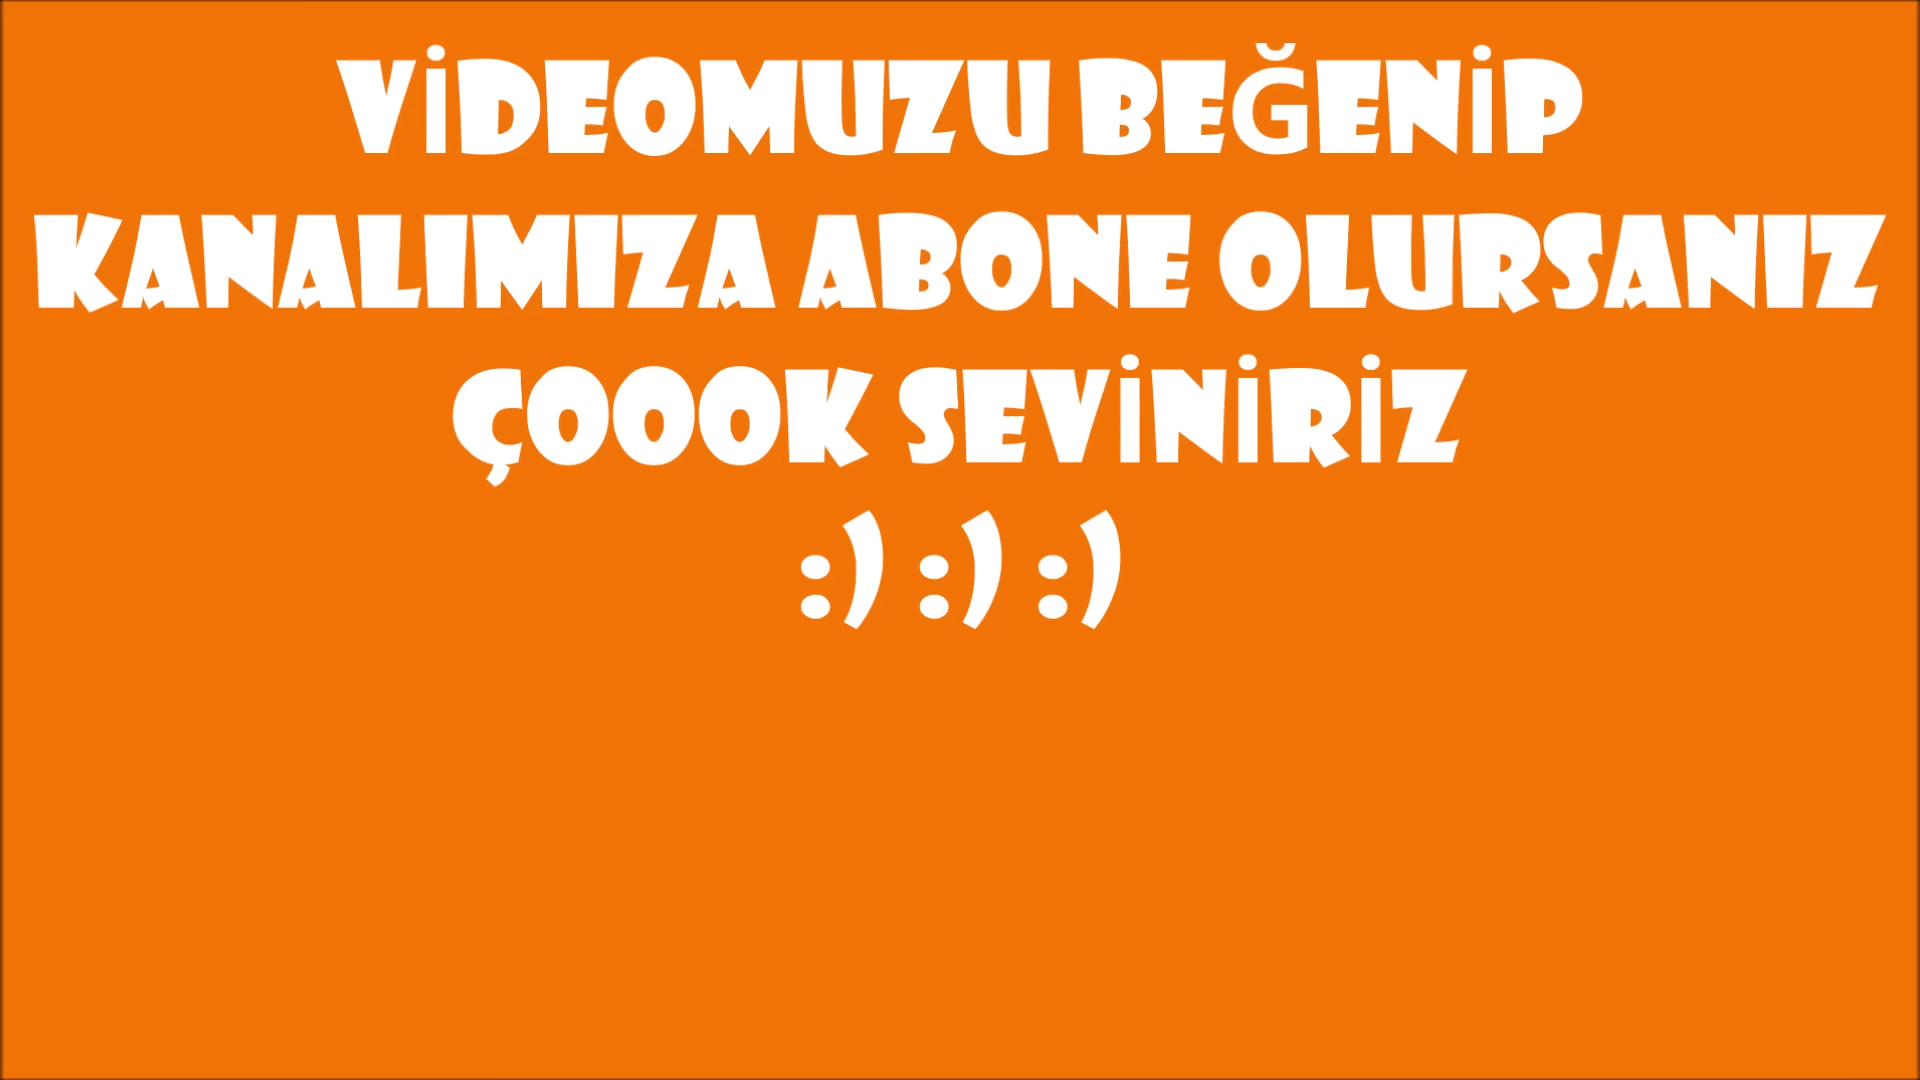 VİDEOMUZU BEĞENİP
KANALIMIZA ABONE OLURSANIZ
ÇOOOK SEVİNİRİZ
:) :) :)